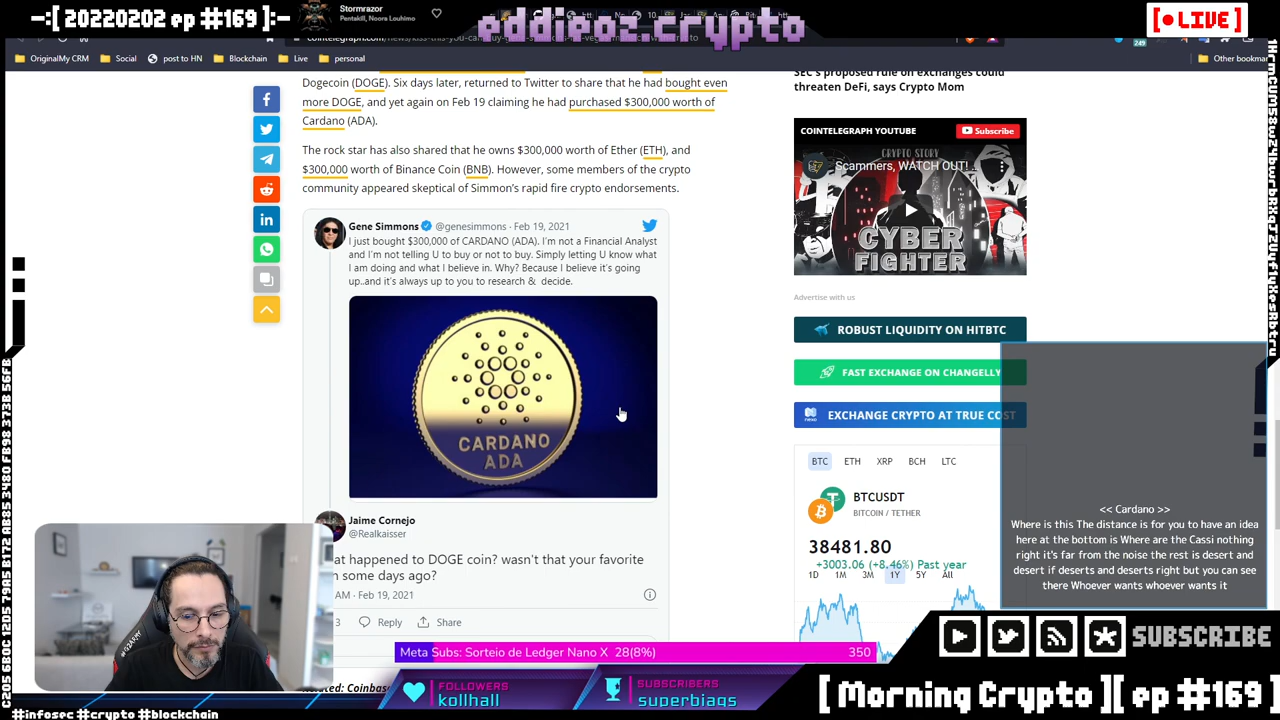 -:[ 20220202 ep #169 ]:-
Stormrazor
Pentakill, Noora Louhimo
eddieoz.crypto
[● LIVE]
249
OriginalMy CRM
Social
post to HN
Blockchain
Live
personal
Other bookmar
Dogecoin (DOGE). Six days later, returned to Twitter to share that he had bought even
more DOGE, and yet again on Feb 19 claiming he had purchased $300,000 worth of
Cardano (ADA).
The rock star has also shared that he owns $300,000 worth of Ether (ETH), and
$300,000 worth of Binance Coin (BNB). However, some members of the crypto
community appeared skeptical of Simmon's rapid fire crypto endorsements.
Gene Simmons @genesimmons · Feb 19, 2021
I just bought $300,000 of CARDANO (ADA). I'm not a Financial Analyst
and I'm not telling U to buy or not to buy. Simply letting U know what
I am doing and what I believe in. Why? Because I believe it's going
up..and it's always up to you to research & decide.
CARDANO
ADA
Jaime Cornejo
@Realkaisser
at happened to DOGE coin? wasn't that your favorite
some days ago?
AM · Feb 19, 2021
3 Reply Share
SEC's proposed rule on exchanges could
threaten DeFi, says Crypto Mom
COINTELEGRAPH YOUTUBE
Subscribe
CRYPTO STORY
Scammers, WATCH OUT! ...
CYBER
FIGHTER
Advertise with us
ROBUST LIQUIDITY ON HITBTC
FAST EXCHANGE ON CHANGELLY
EXCHANGE CRYPTO AT TRUE COST
BTC ETH XRP BCH LTC
BTCUSDT
BITCOIN / TETHER
38481.80
+3003.06 (+8.46%) Past year
1D 1M 3M 1Y 5Y All
<< Cardano >>
Where is this The distance is for you to have an idea
here at the bottom is Where are the Cassi nothing
right it's far from the noise the rest is desert and
desert if deserts and deserts right but you can see
there Whoever wants whoever wants it
Meta Subs: Sorteio de Ledger Nano X 28(8%) 350
FOLLOWERS
kollhall
SUBSCRIBERS
superbiaqs
SUBSCRIBE
[ Morning Crypto ][ ep #169 ]
#infosec #crypto #blockchain